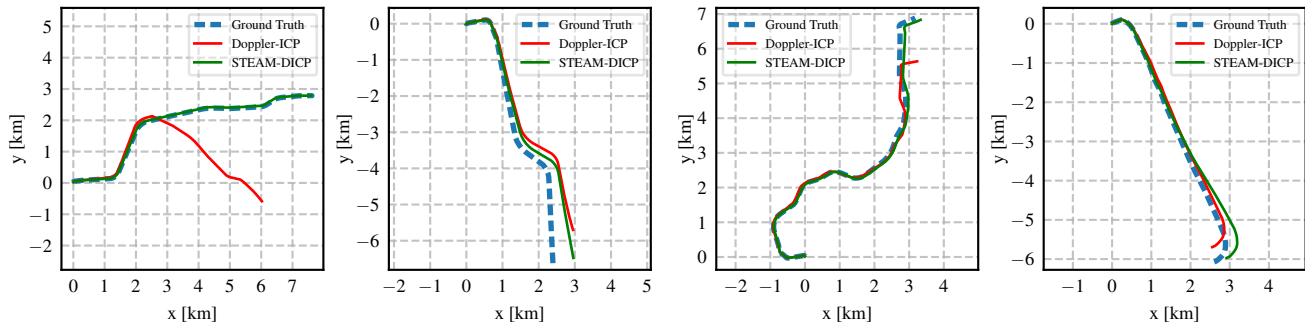 5
4
3
2
1
0
−1
−2
y [km]
0 1 2 3 4 5 6 7
x [km]
Ground Truth
Doppler-ICP
STEAM-DICP
0
−1
−2
−3
−4
−5
−6
y [km]
−2 −1 0 1 2 3 4 5
x [km]
Ground Truth
Doppler-ICP
STEAM-DICP
7
6
5
4
3
2
1
0
y [km]
−2 −1 0 1 2 3 4 5
x [km]
Ground Truth
Doppler-ICP
STEAM-DICP
0
−1
−2
−3
−4
−5
−6
y [km]
−1 0 1 2 3 4
x [km]
Ground Truth
Doppler-ICP
STEAM-DICP